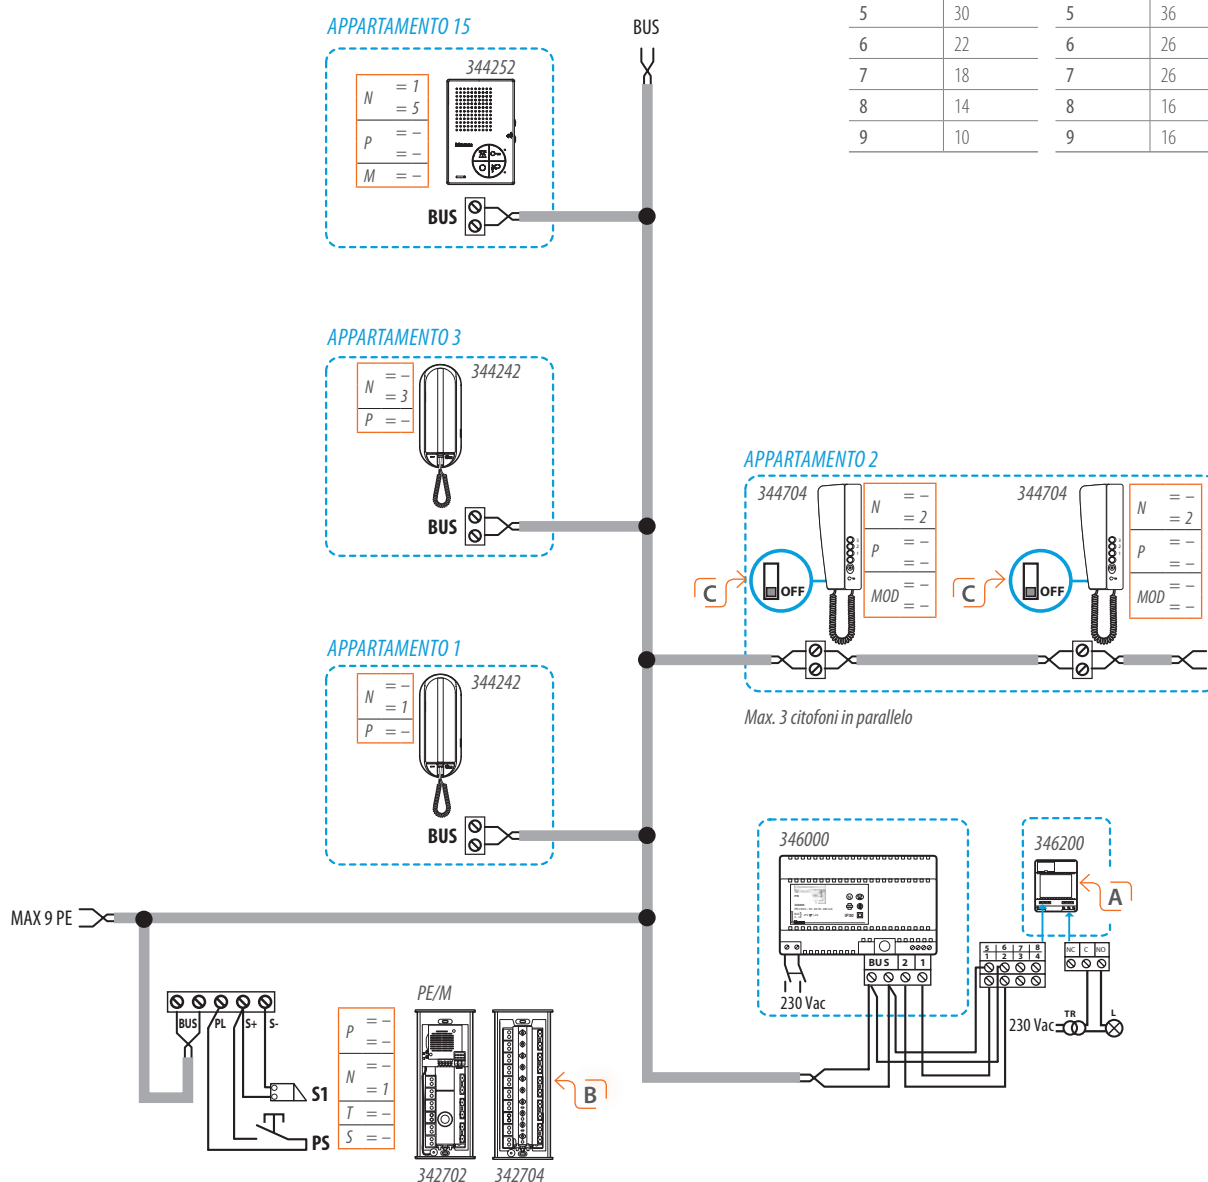 5 30 5 36
6 22 6 26
7 18 7 26
8 14 8 16
9 10 9 16
BUS
APPARTAMENTO 15
344252
N = 1
= 5
P = –
= –
M = –
BUS
APPARTAMENTO 3
344242
N = –
= 3
P = –
BUS
APPARTAMENTO 2
344704
N = –
= 2
P = –
= –
MOD = –
= –
C
OFF
344704
N = –
= 2
P = –
= –
MOD = –
= –
C
OFF
Max. 3 citofoni in parallelo
APPARTAMENTO 1
344242
N = –
= 1
P = –
BUS
346000
BUS 2 1
230 Vac
346200
A
5 6 7 8
1 2 3 4
NC C NO
230 Vac
TR
L
MAX 9 PE
BUS PL S+ S-
S1
PS
PE/M
P = –
= –
N = –
= 1
T = –
S = –
B
342702
342704